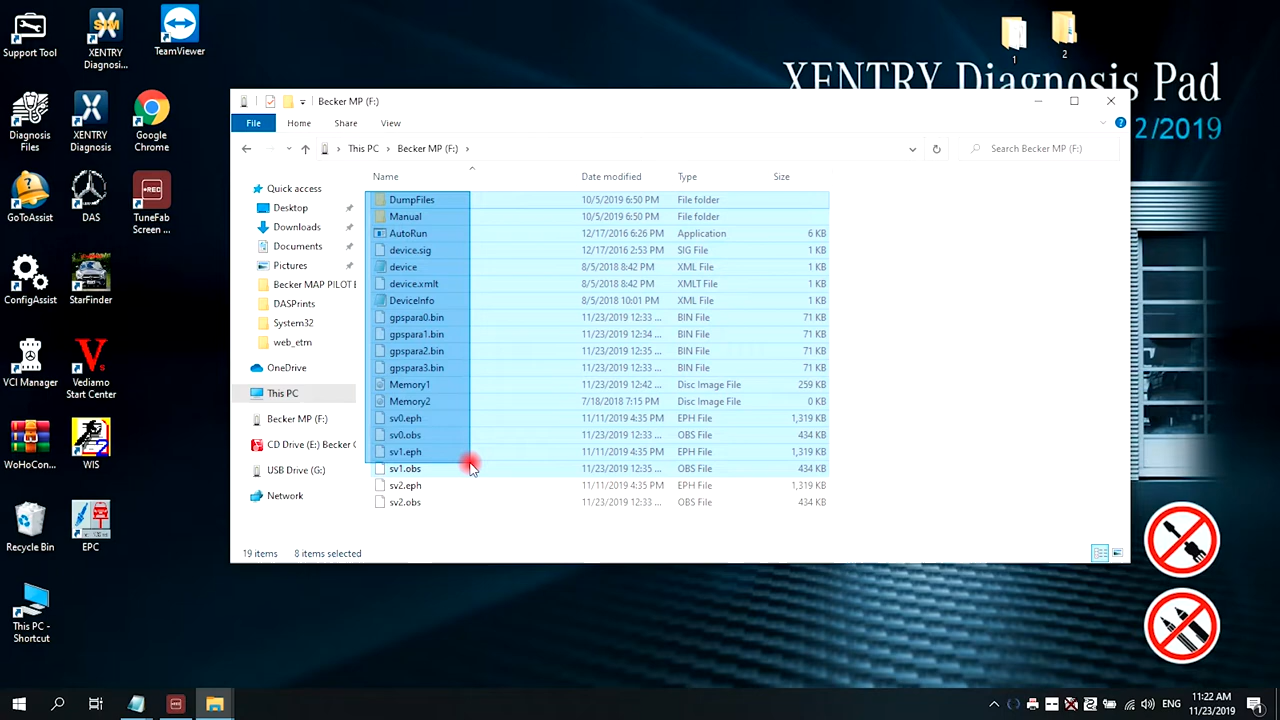 Support Tool
XENTRY
Diagnosi...
TeamViewer
1
2
XENTRY Diagnosis Pad
2/2019
Diagnosis
Files
XENTRY
Diagnosi...
Google
Chrome
GoToAssist
DAS
TuneFab
Screen ...
ConfigAssist
StarFinder
VCI Manager
Vediamo
Start Center
WoHoCon...
WIS
Recycle Bin
EPC
This PC -
Shortcut
Becker MP (F:)
File Home Share View
This PC Becker MP (F:)
Search Becker MP (F:)
Quick access
Desktop
Downloads
Documents
Pictures
Becker MAP PILOT E
DASPrints
System32
web_etm
OneDrive
This PC
Becker MP (F:)
CD Drive (E:) Becker
USB Drive (G:)
Network
Name Date modified Type Size
DumpFiles 10/5/2019 6:50 PM File folder
Manual 10/5/2019 6:50 PM File folder
AutoRun 12/17/2016 6:26 PM Application 6 KB
device.sig 12/17/2016 2:53 PM SIG File 1 KB
device 8/5/2018 8:42 PM XML File 1 KB
device.xmlt 8/5/2018 8:42 PM XMLT File 1 KB
DeviceInfo 8/5/2018 10:01 PM XML File 1 KB
gpspara0.bin 11/23/2019 12:33 ... BIN File 71 KB
gpspara1.bin 11/23/2019 12:34 ... BIN File 71 KB
gpspara2.bin 11/23/2019 12:35 ... BIN File 71 KB
gpspara3.bin 11/23/2019 12:33 ... BIN File 71 KB
Memory1 11/23/2019 12:42 ... Disc Image File 259 KB
Memory2 7/18/2018 7:15 PM Disc Image File 0 KB
sv0.eph 11/11/2019 4:35 PM EPH File 1,319 KB
sv0.obs 11/23/2019 12:33 ... OBS File 434 KB
sv1.eph 11/11/2019 4:35 PM EPH File 1,319 KB
sv1.obs 11/23/2019 12:35 ... OBS File 434 KB
sv2.eph 11/11/2019 4:35 PM EPH File 1,319 KB
sv2.obs 11/23/2019 12:33 ... OBS File 434 KB
19 items 8 items selected
ENG
11:22 AM
11/23/2019